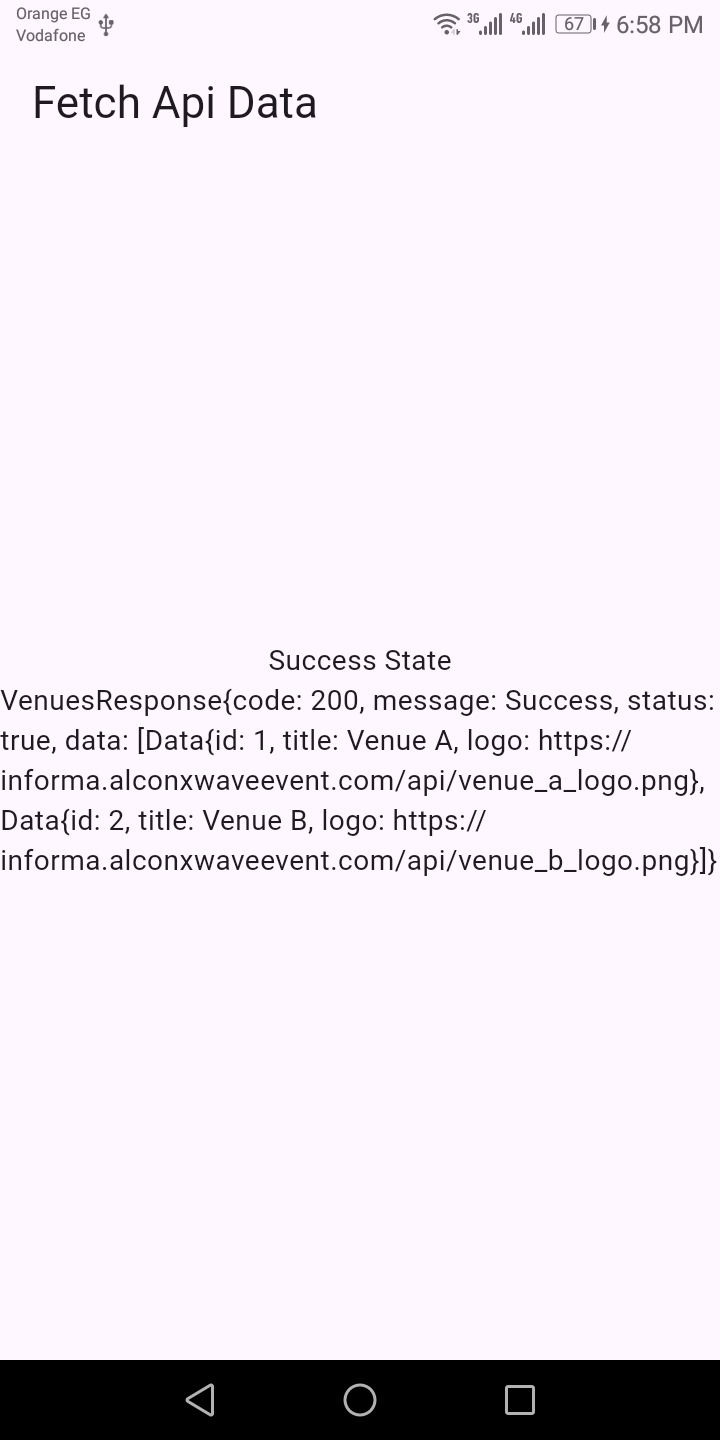 Orange EG
Vodafone
3G 4G 67 6:58 PM
Fetch Api Data
Success State
VenuesResponse{code: 200, message: Success, status:
true, data: [Data{id: 1, title: Venue A, logo: https://
informa.alconxwaveevent.com/api/venue_a_logo.png},
Data{id: 2, title: Venue B, logo: https://
informa.alconxwaveevent.com/api/venue_b_logo.png}]}